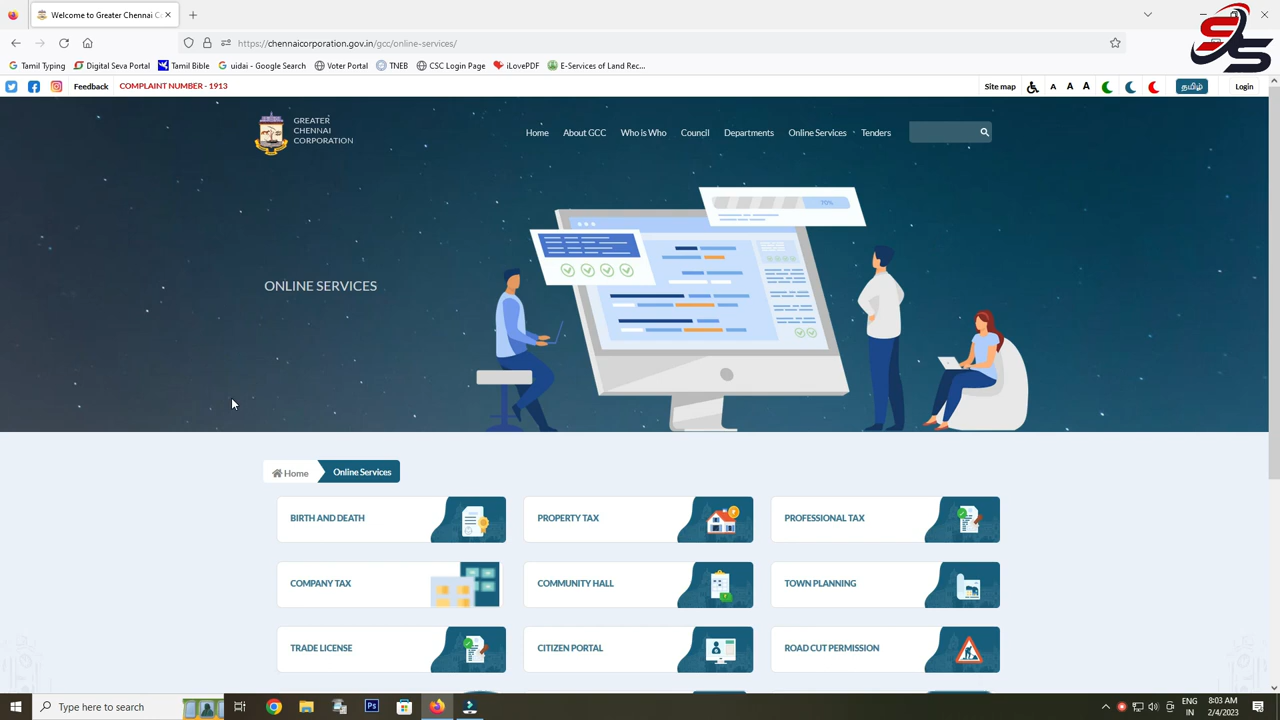 Welcome to Greater Chennai Co
https://chennaicorporation.gov.in/gcc/online-services/
Tamil Typing
Digital Seva Portal
Tamil Bible
uidai - Google Search
Voter Portal
TNEB
CSC Login Page
iLovePDF
E-Services of Land Rec...
Feedback
COMPLAINT NUMBER - 1913
Site map
A A A
தமிழ்
Login
GREATER
CHENNAI
CORPORATION
Home
About GCC
Who is Who
Council
Departments
Online Services
Tenders
70%
ONLINE SERVICES
Home
Online Services
BIRTH AND DEATH
PROPERTY TAX
PROFESSIONAL TAX
COMPANY TAX
COMMUNITY HALL
TOWN PLANNING
TRADE LICENSE
CITIZEN PORTAL
ROAD CUT PERMISSION
Type here to search
Ps
ENG
IN
8:03 AM
2/4/2023